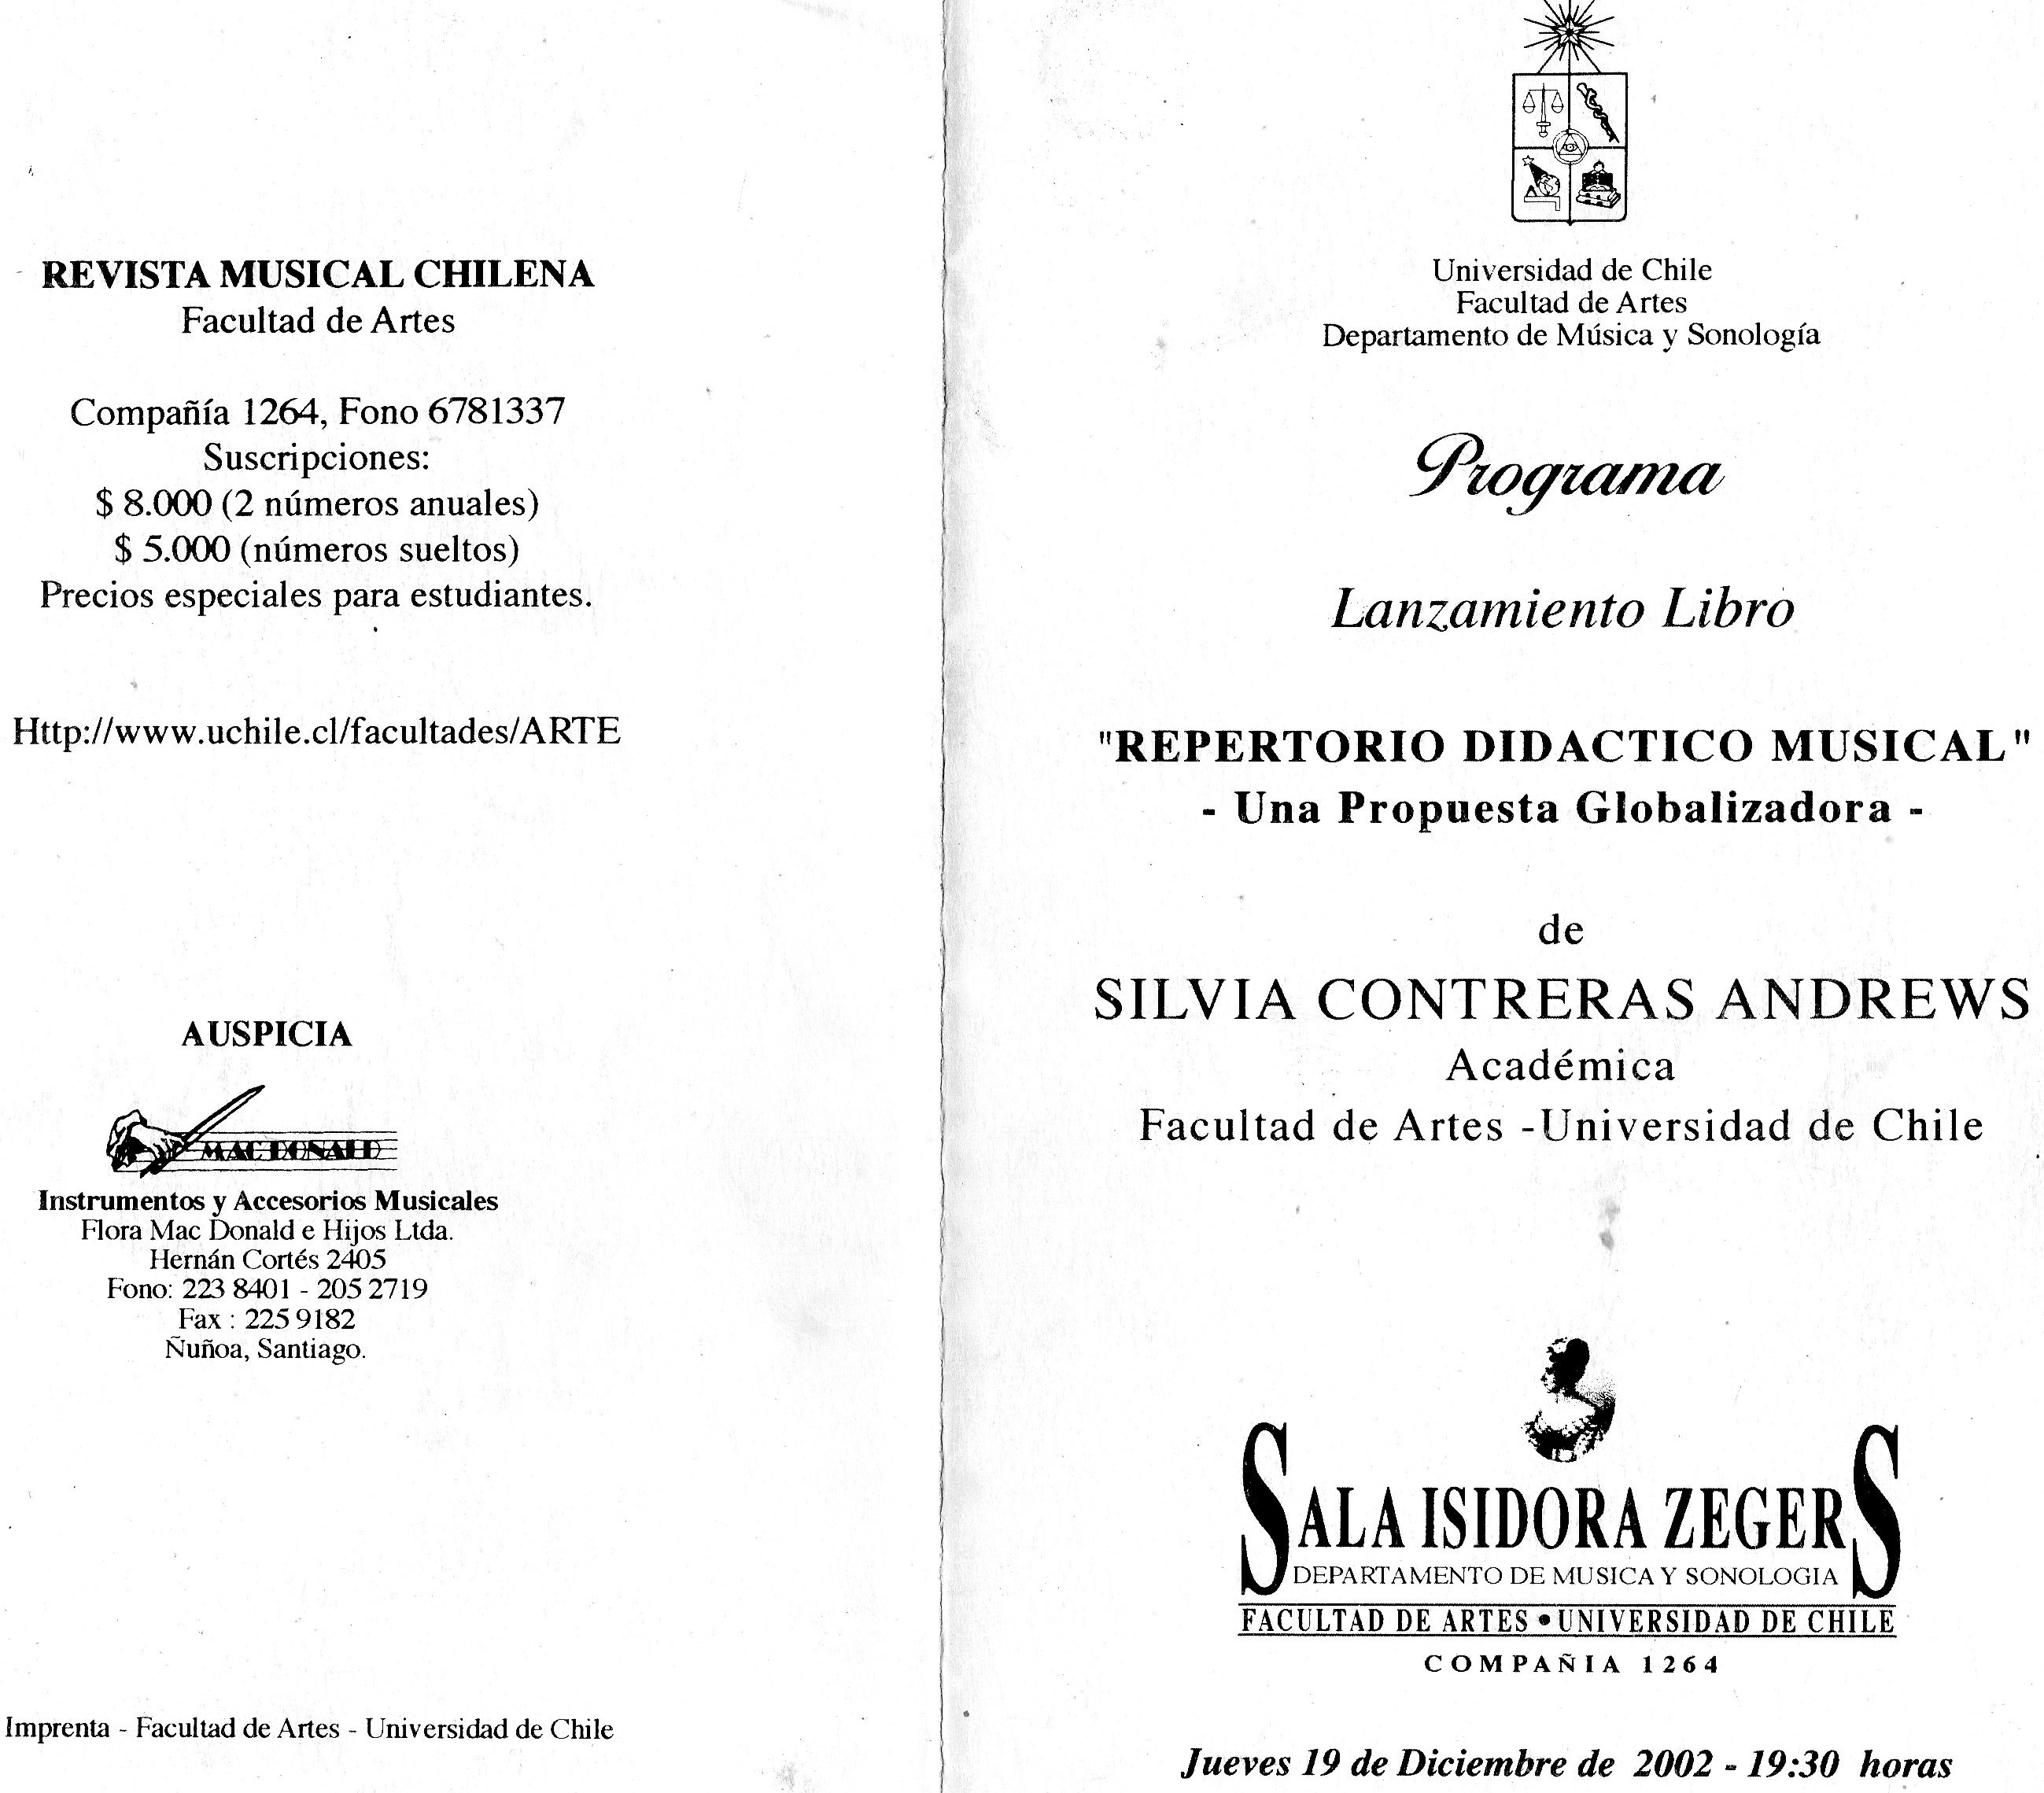 REVISTA MUSICAL CHILENA
Facultad de Artes
Compañía 1264, Fono 6781337
Suscripciones:
$ 8.000 (2 números anuales)
$ 5.000 (números sueltos)
Precios especiales para estudiantes.
Http://www.uchile.cl/facultades/ARTE
AUSPICIA
MAC DONALD
Instrumentos y Accesorios Musicales
Flora Mac Donald e Hijos Ltda.
Hernán Cortés 2405
Fono: 223 8401 - 205 2719
Fax : 225 9182
Ñuñoa, Santiago.
Imprenta - Facultad de Artes - Universidad de Chile
Universidad de Chile
Facultad de Artes
Departamento de Música y Sonología
Programa
Lanzamiento Libro
"REPERTORIO DIDACTICO MUSICAL"
- Una Propuesta Globalizadora -
de
SILVIA CONTRERAS ANDREWS
Académica
Facultad de Artes -Universidad de Chile
SALA ISIDORA ZEGERS
DEPARTAMENTO DE MUSICA Y SONOLOGIA
FACULTAD DE ARTES • UNIVERSIDAD DE CHILE
COMPAÑIA 1264
Jueves 19 de Diciembre de 2002 - 19:30 horas